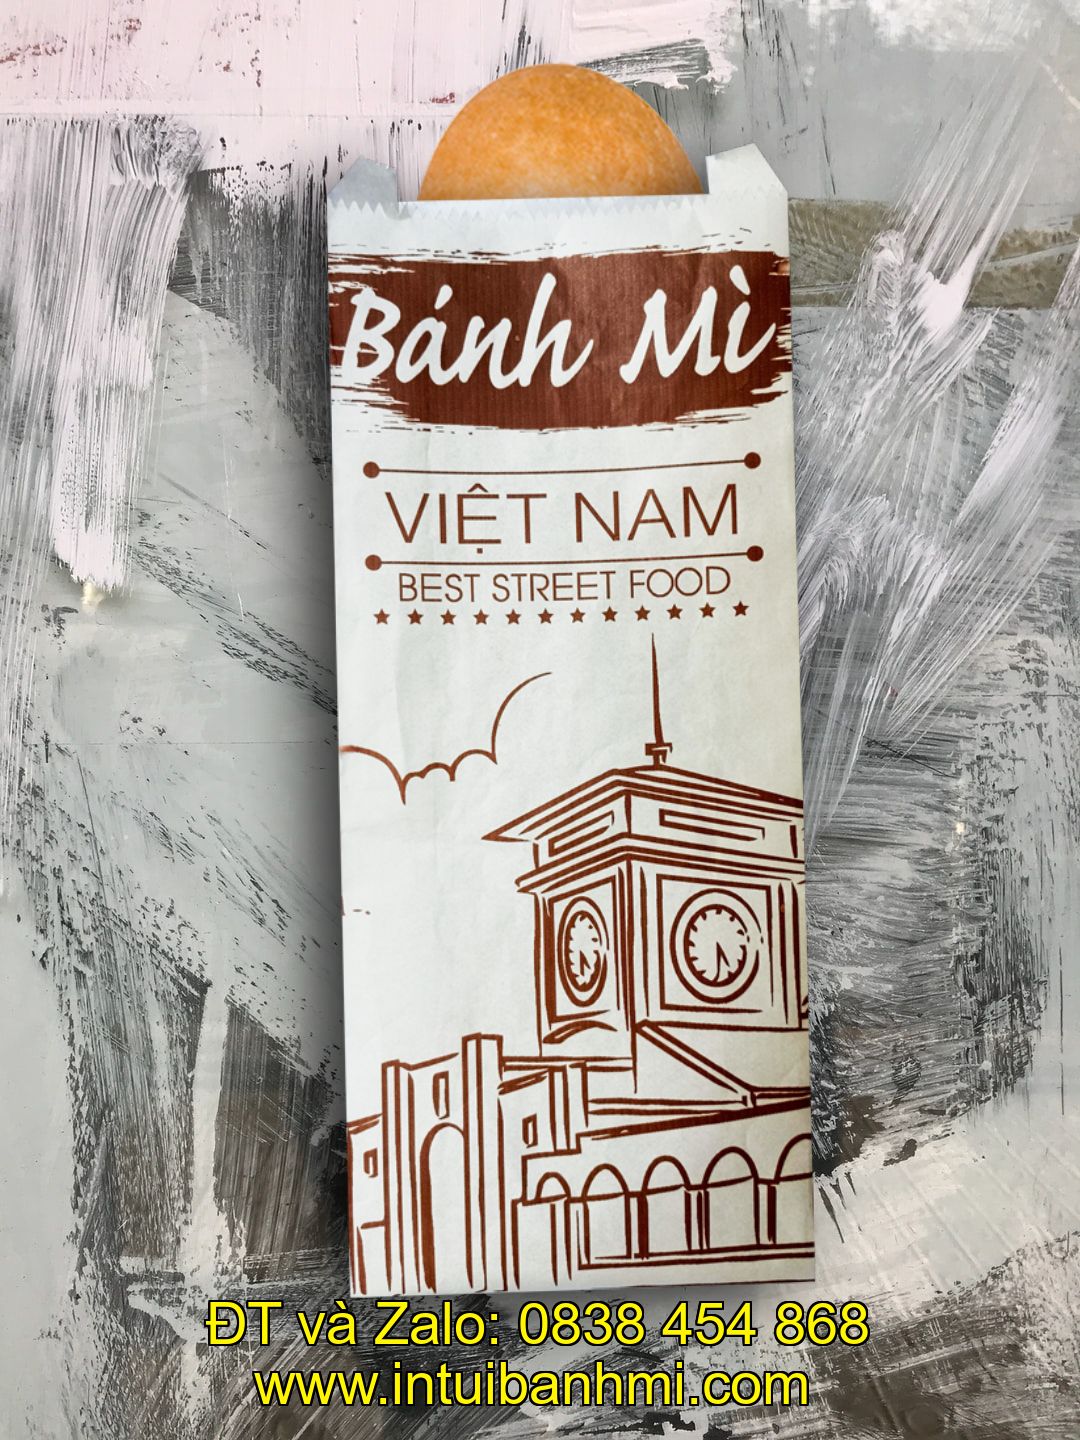 Bánh Mì
VIỆT NAM
BEST STREET FOOD
ĐT và Zalo: 0838 454 868
www.intuibanhmi.com